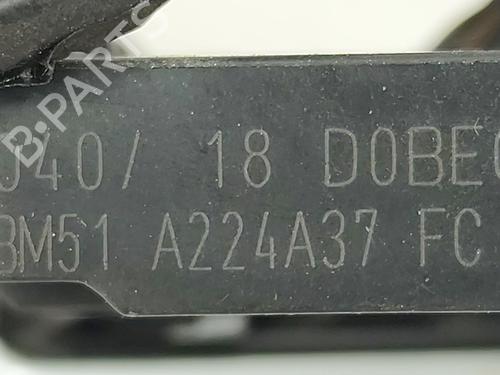 B-PARTS
040/ 18 DOBE
BM51 A224A37 FC